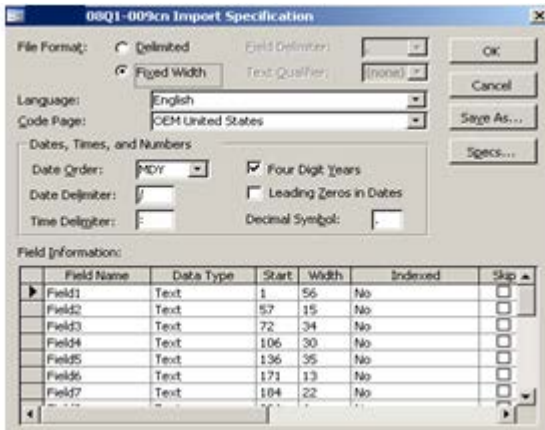 08Q1-009cn Import Specification
File Format: Delimited Field Delimiter: ,
Fixed Width Text Qualifier: {none}
OK
Cancel
Save As...
Specs...
Language: English
Code Page: OEM United States
Dates, Times, and Numbers
Date Order: MDY Four Digit Years
Date Delimiter: / Leading Zeros in Dates
Time Delimiter: : Decimal Symbol: .
Field Information:
Field Name Data Type Start Width Indexed Skip
Field1 Text 1 56 No
Field2 Text 57 15 No
Field3 Text 72 34 No
Field4 Text 106 30 No
Field5 Text 136 35 No
Field6 Text 171 13 No
Field7 Text 184 22 No